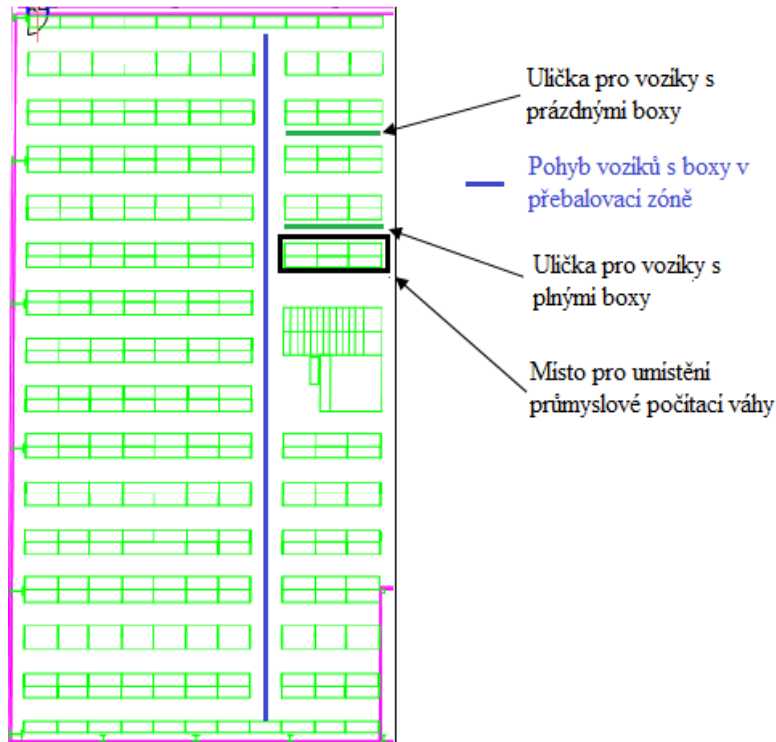 Ulička pro vozíky s
prázdnými boxy
Pohyb vozíků s boxy v
přebalovací zóně
Ulička pro vozíky s
plnými boxy
Místo pro umístění
průmyslové počítací váhy